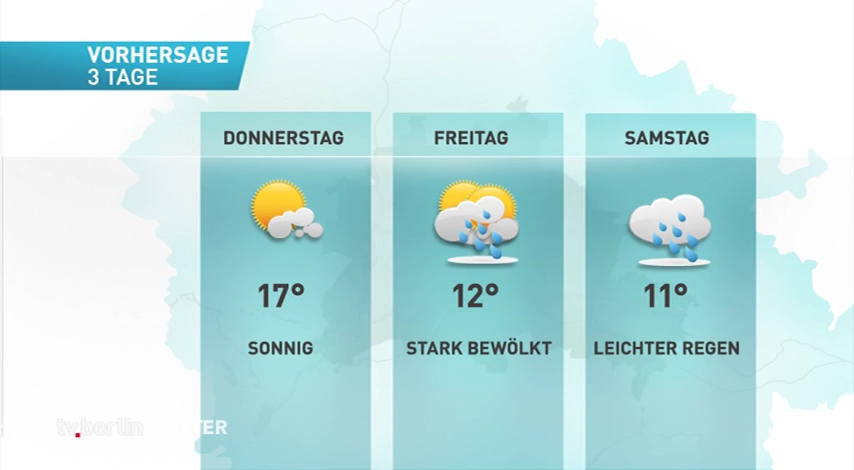 VORHERSAGE
3 TAGE
DONNERSTAG
FREITAG
SAMSTAG
17°
12°
11°
SONNIG
STARK BEWÖLKT
LEICHTER REGEN
tv.berlin